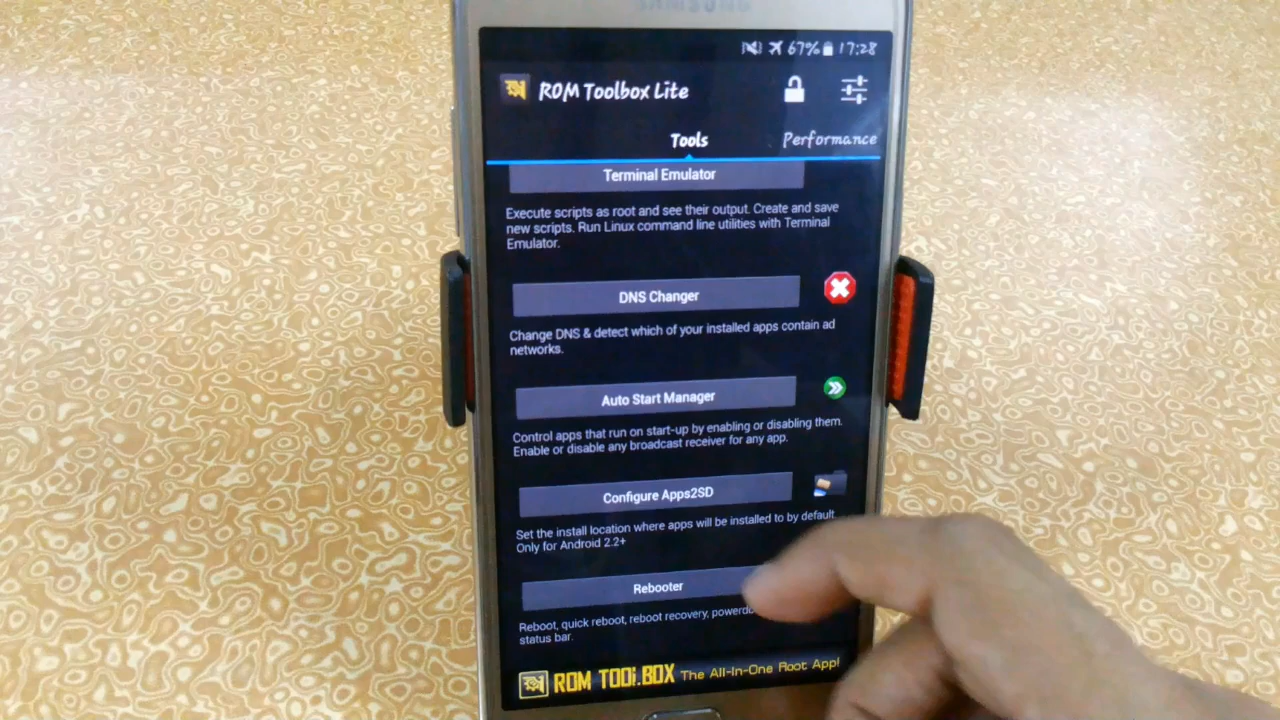 SAMSUNG
67% 17:28
ROM Toolbox Lite
Tools
Performance
Terminal Emulator
Execute scripts as root and see their output. Create and save
new scripts. Run Linux command line utilities with Terminal
Emulator.
DNS Changer
Change DNS & detect which of your installed apps contain ad
networks.
Auto Start Manager
Control apps that run on start-up by enabling or disabling them.
Enable or disable any broadcast receiver for any app.
Configure Apps2SD
Set the install location where apps will be installed to by default.
Only for Android 2.2+
Rebooter
Reboot, quick reboot, reboot recovery,
status bar.
ROM TOOLBOX The All-In-One Root App!